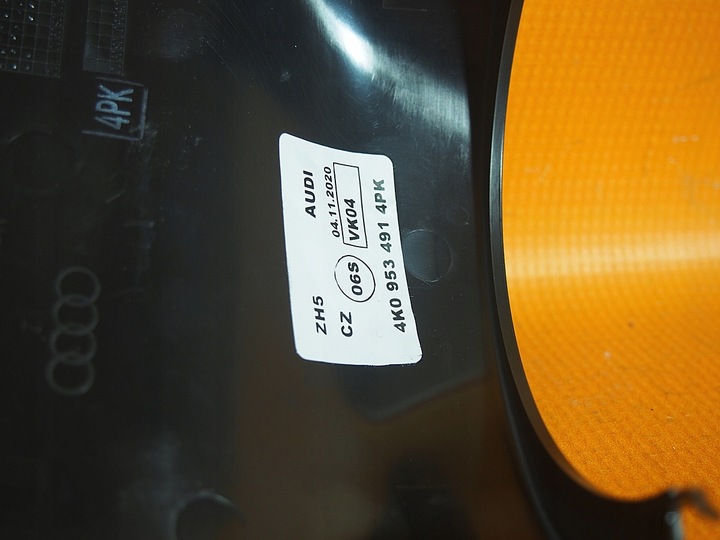 4PK
ZH5 AUDI
CZ 06S 04.11.2020
VK04
4K0 953 491 4PK